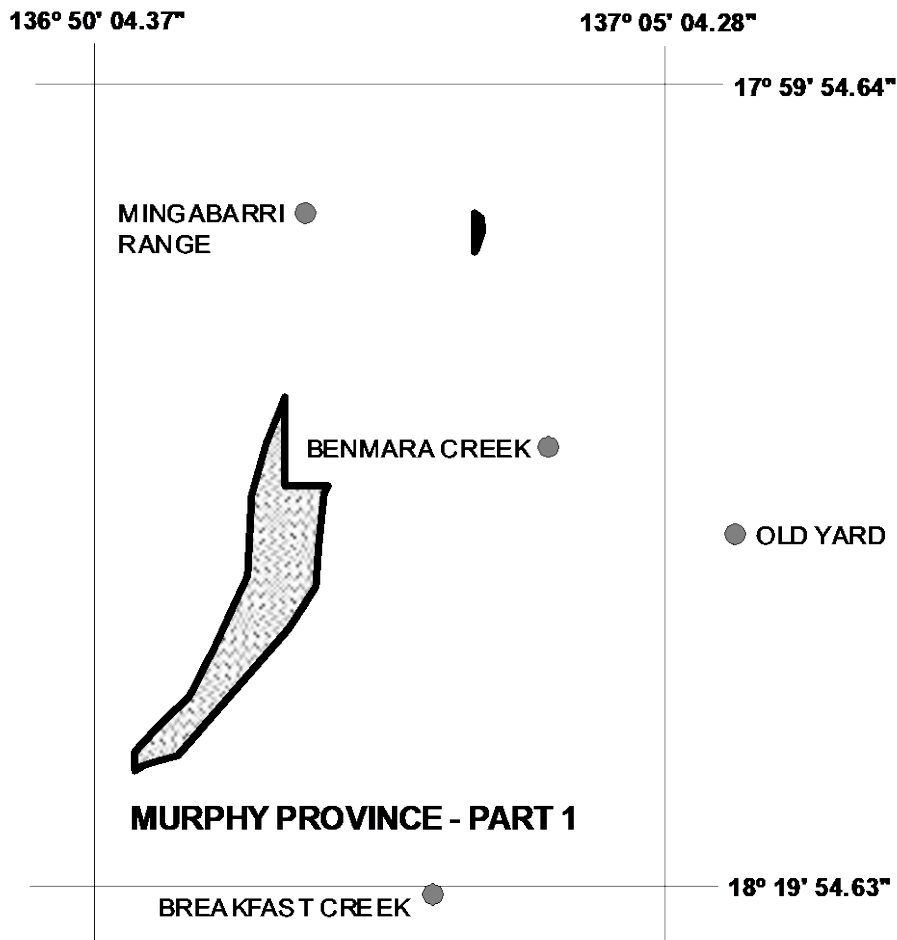 136º 50' 04.37"
137º 05' 04.28"
17º 59' 54.64"
MINGABARRI
RANGE
BENMARA CREEK
OLD YARD
MURPHY PROVINCE - PART 1
18º 19' 54.63"
BREAKFAST CREEK